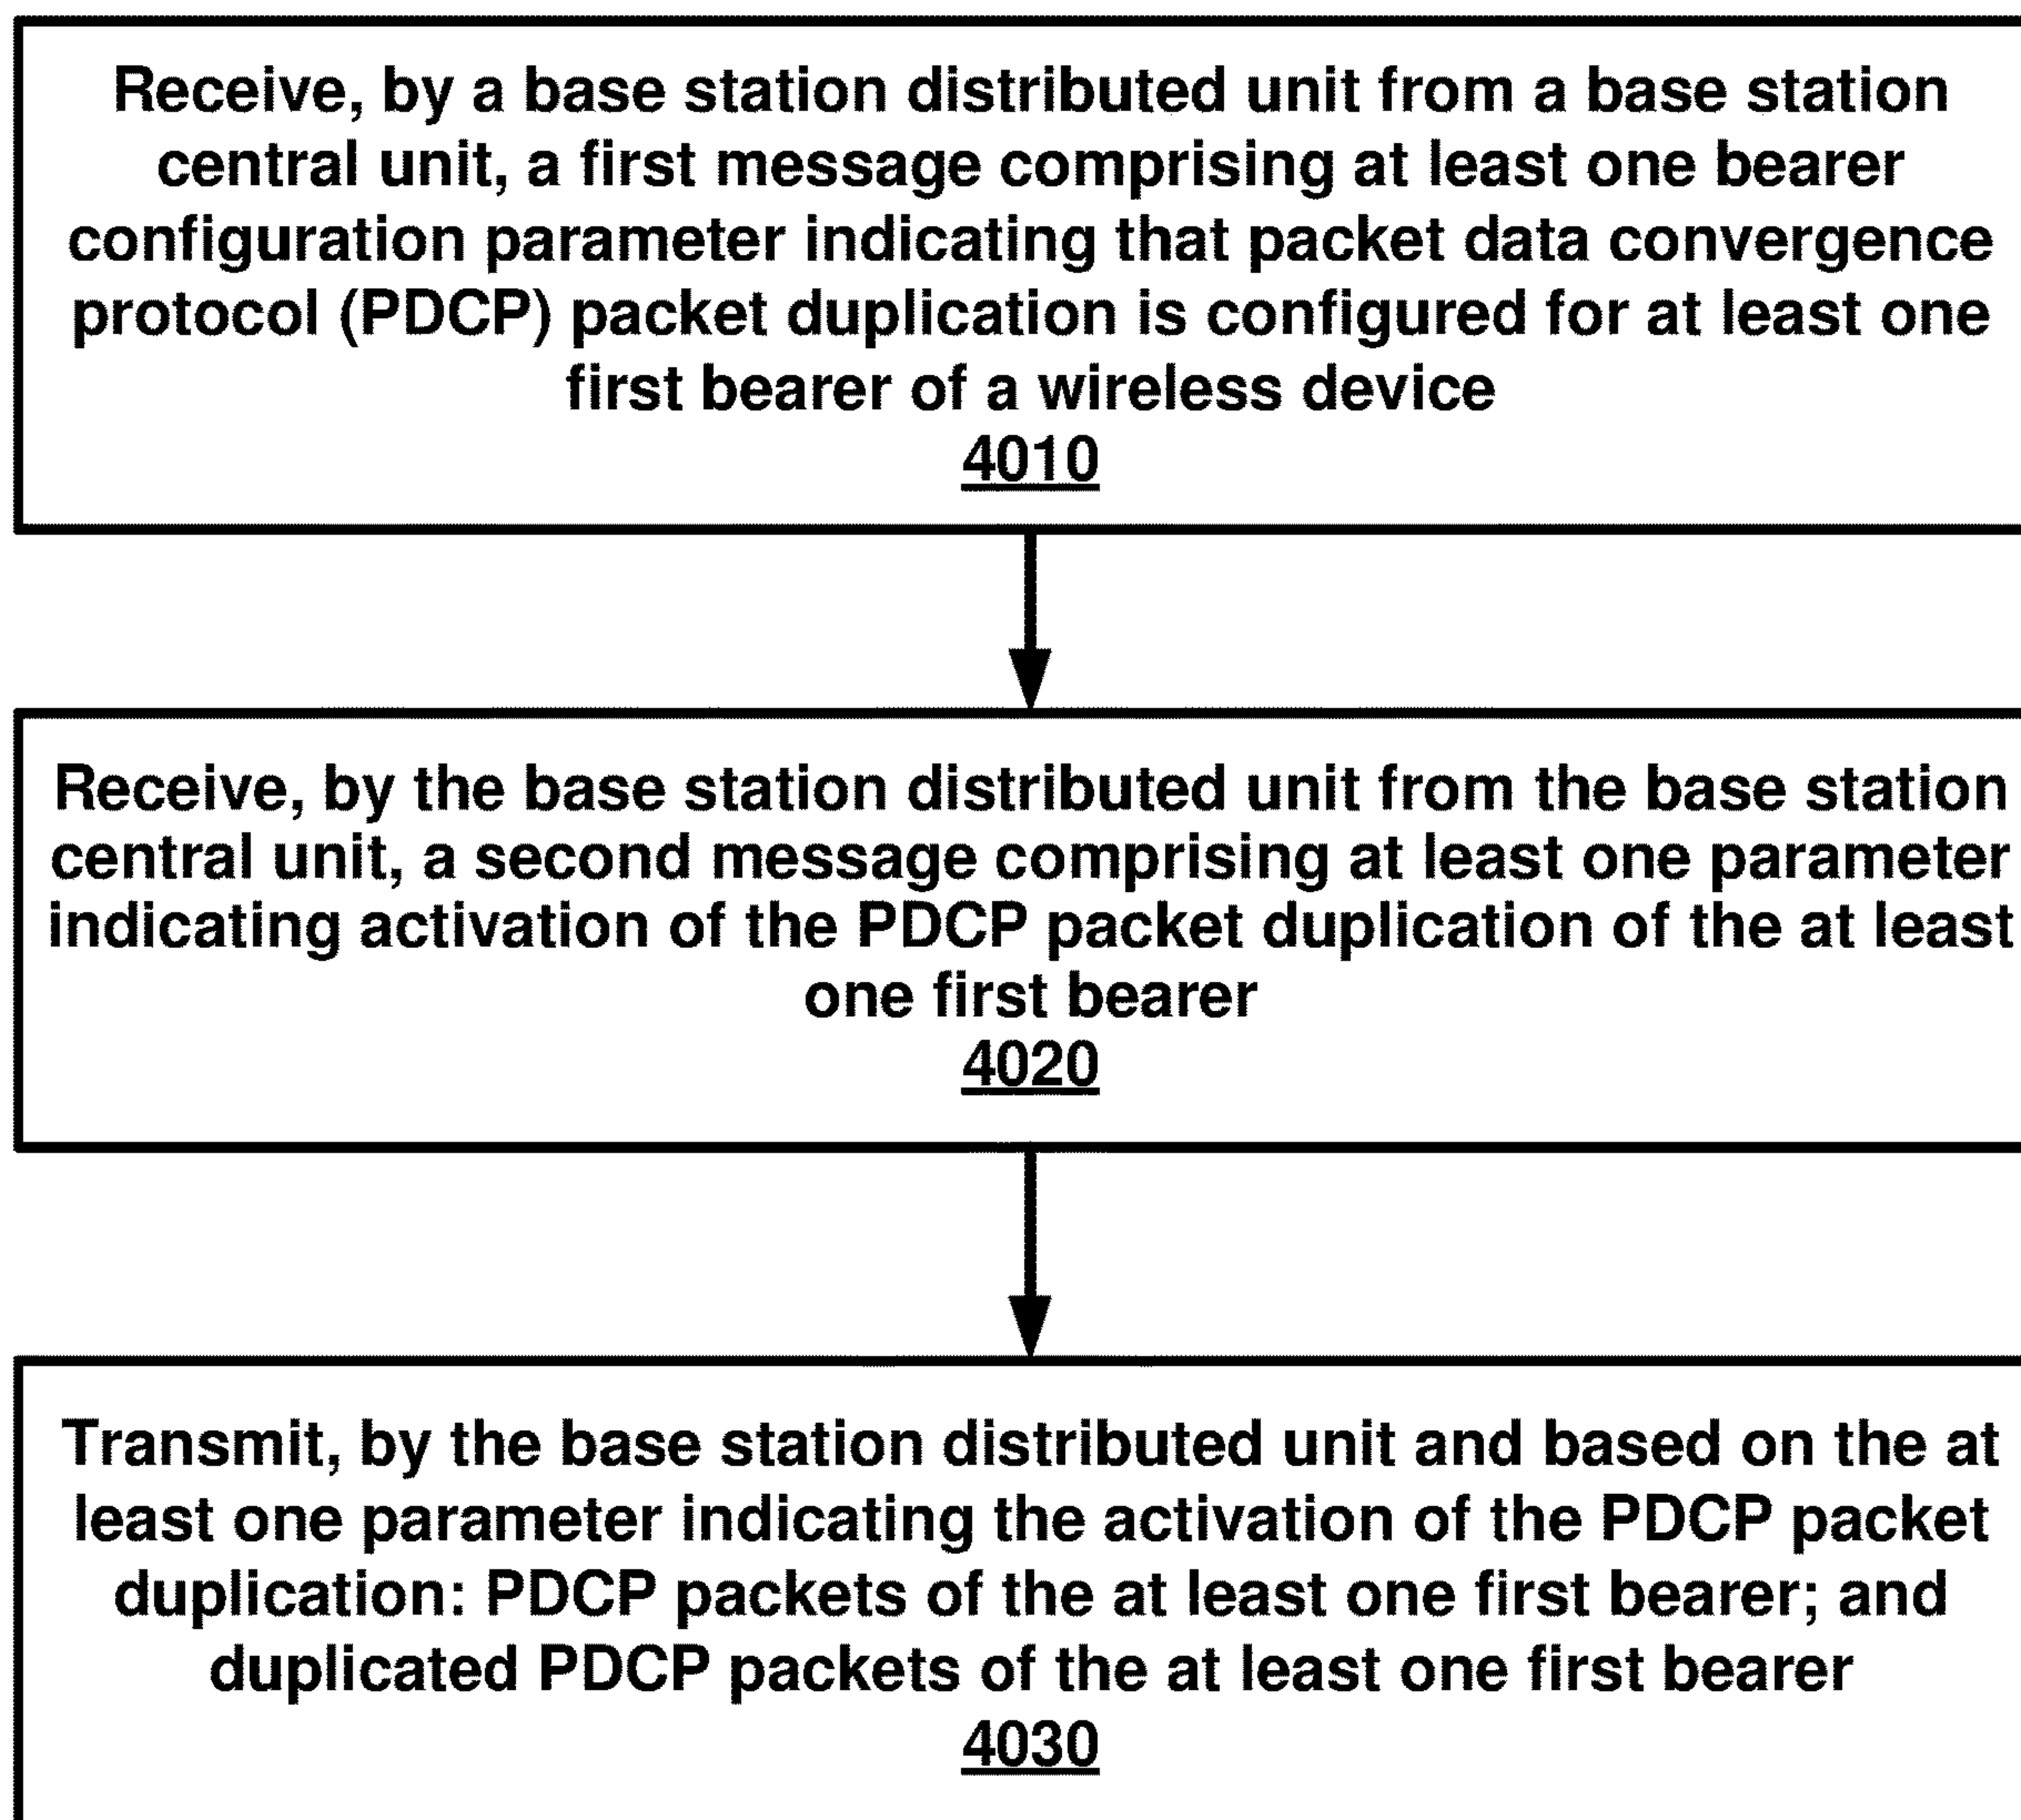 Receive, by a base station distributed unit from a base station
central unit, a first message comprising at least one bearer
configuration parameter indicating that packet data convergence
protocol (PDCP) packet duplication is configured for at least one
first bearer of a wireless device
4010
Receive, by the base station distributed unit from the base station
central unit, a second message comprising at least one parameter
indicating activation of the PDCP packet duplication of the at least
one first bearer
4020
Transmit, by the base station distributed unit and based on the at
least one parameter indicating the activation of the PDCP packet
duplication: PDCP packets of the at least one first bearer; and
duplicated PDCP packets of the at least one first bearer
4030